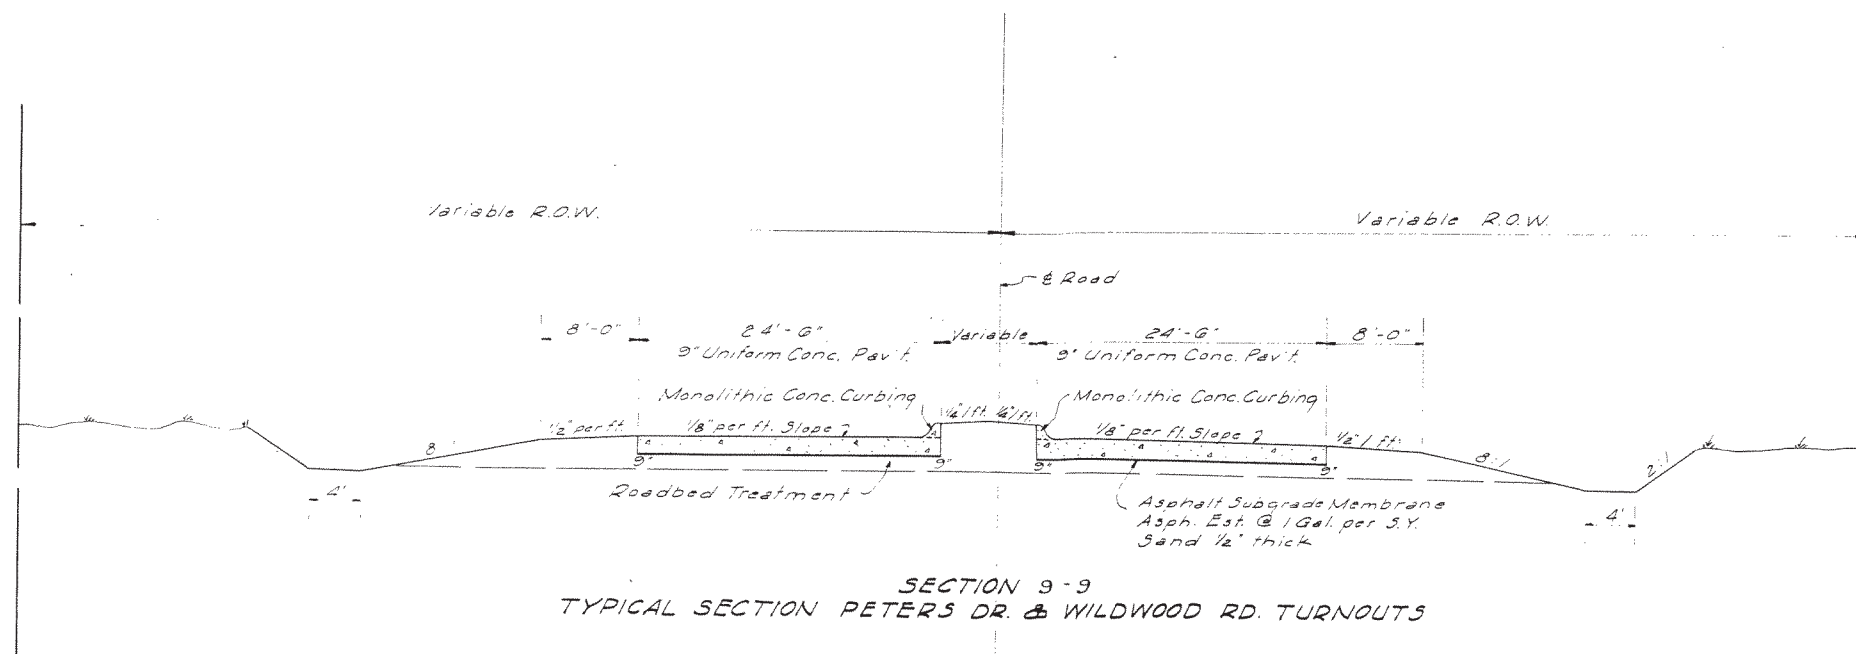 Variable R.O.W.
Variable R.O.W.
℄ Road
8'-0"
24'-6"
Variable
24'-6"
8'-0"
9" Uniform Conc. Pav't.
9" Uniform Conc. Pav't.
Monolithic Conc. Curbing
1/4"/ft.
1/4"/ft.
Monolithic Conc. Curbing
8
1/2" per ft.
1/8" per ft. Slope
1/8" per ft. Slope
1/2"/ft.
8:1
2:1
9"
9"
9"
9"
4'
Roadbed Treatment
Asphalt Subgrade Membrane
Asph. Est. @ 1 Gal. per S.Y.
Sand 1/2" thick
4'
SECTION 9-9
TYPICAL SECTION PETERS DR. & WILDWOOD RD. TURNOUTS